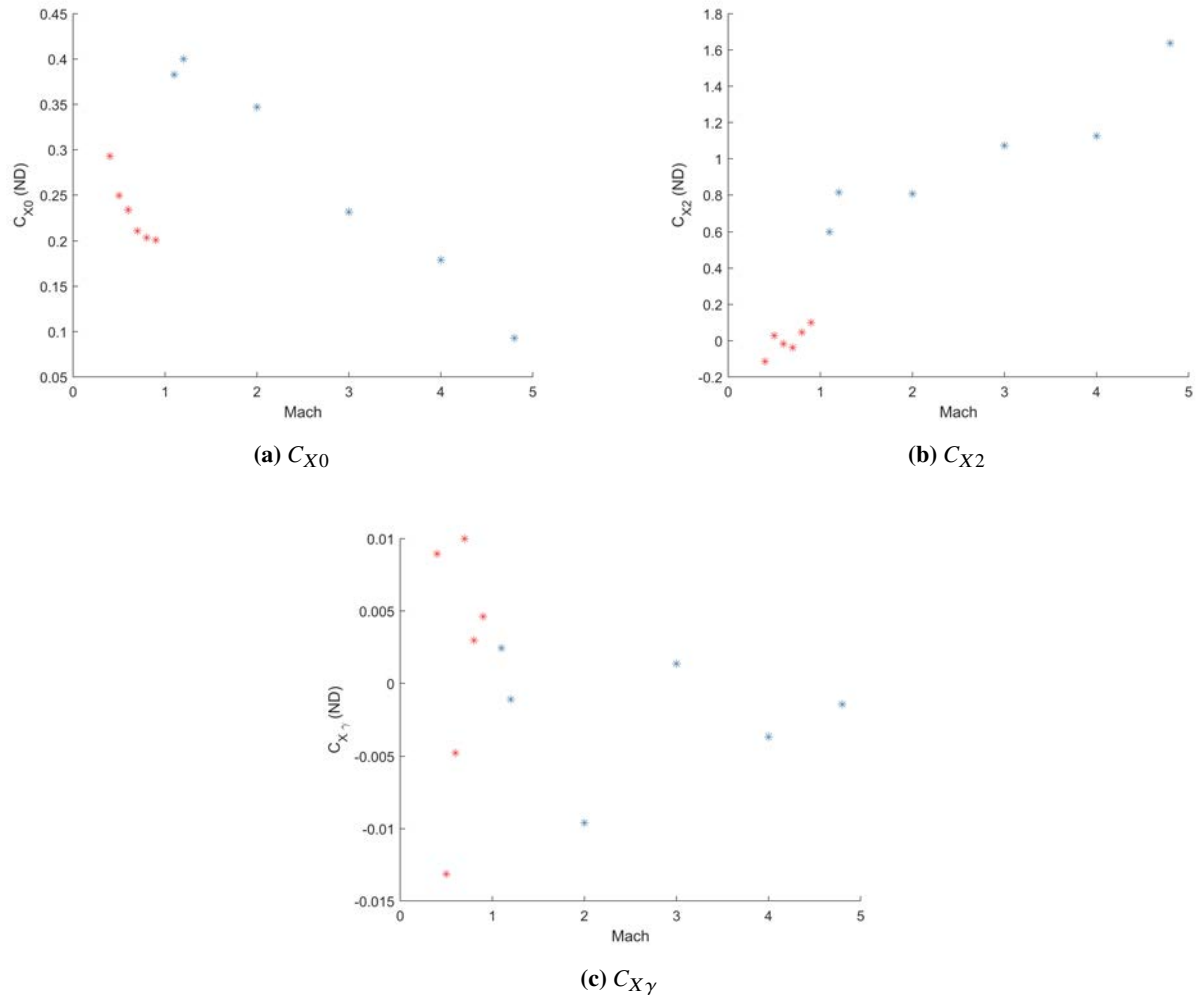 0.45
0.4
0.35
0.3
0.25
0.2
0.15
0.1
0.05
C_X0 (ND)
0 1 2 3 4 5
Mach
(a) C_X0
1.8
1.6
1.4
1.2
1
0.8
0.6
0.4
0.2
0
-0.2
C_X2 (ND)
0 1 2 3 4 5
Mach
(b) C_X2
0.01
0.005
0
-0.005
-0.01
-0.015
C_X γ (ND)
0 1 2 3 4 5
Mach
(c) C_Xγ